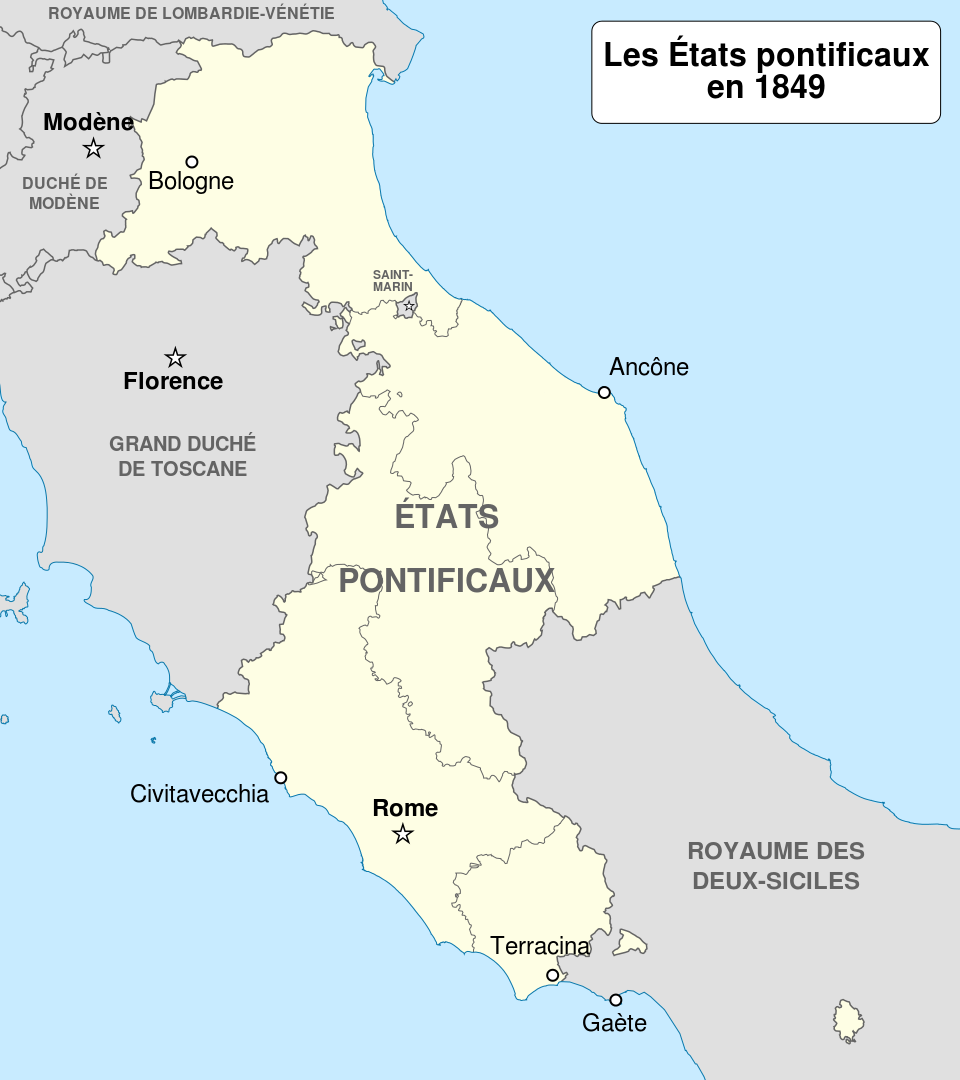 ROYAUME DE LOMBARDIE-VÉNÉTIE
Les États pontificaux
en 1849
Modène
DUCHÉ DE
MODÈNE
Bologne
SAINT-
MARIN
Florence
Ancône
GRAND DUCHÉ
DE TOSCANE
ÉTATS
PONTIFICAUX
Civitavecchia
Rome
ROYAUME DES
DEUX-SICILES
Terracina
Gaète